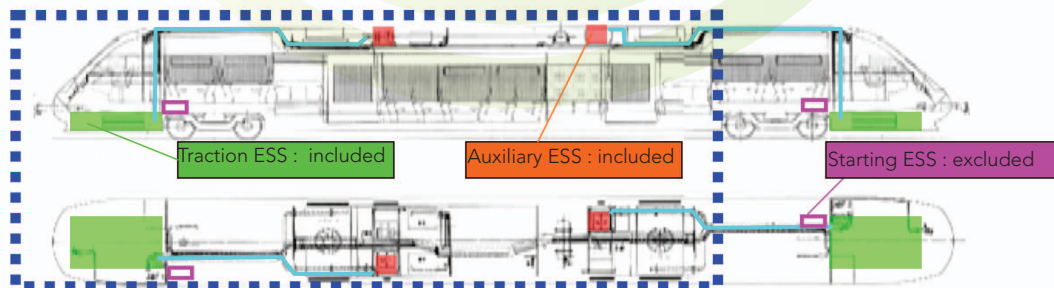 Traction ESS :  included
Auxiliary ESS : included
Starting ESS : excluded